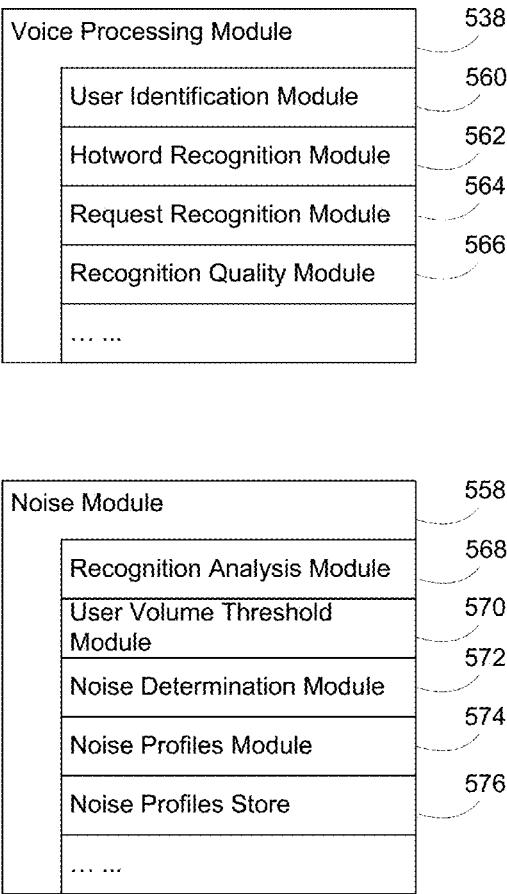 Voice Processing Module
538
User Identification Module
560
Hotword Recognition Module
562
Request Recognition Module
564
Recognition Quality Module
566
... ...
Noise Module
558
Recognition Analysis Module
568
User Volume Threshold
Module
570
Noise Determination Module
572
Noise Profiles Module
574
Noise Profiles Store
576
... ...